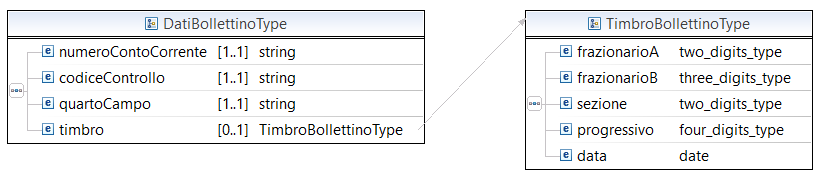 DatiBollettinoType
numeroContoCorrente [1..1] string
codiceControllo [1..1] string
quartoCampo [1..1] string
timbro [0..1] TimbroBollettinoType
TimbroBollettinoType
frazionarioA two_digits_type
frazionarioB three_digits_type
sezione two_digits_type
progressivo four_digits_type
data date